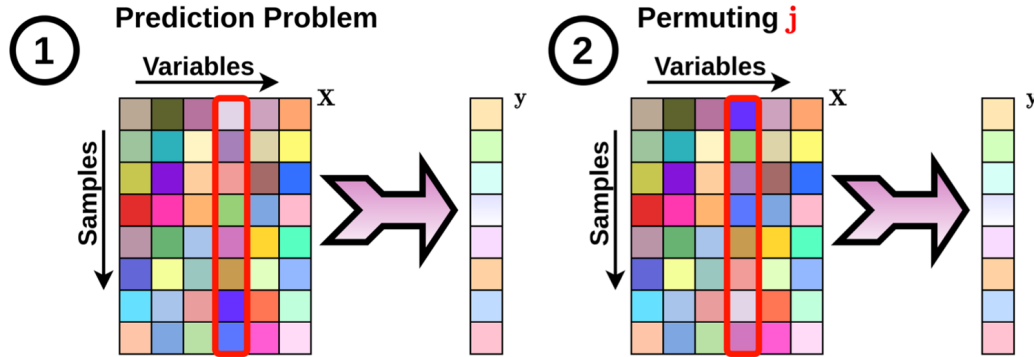 1
Prediction Problem
Variables
Samples
X
y
2
Permuting j
Variables
Samples
X
y